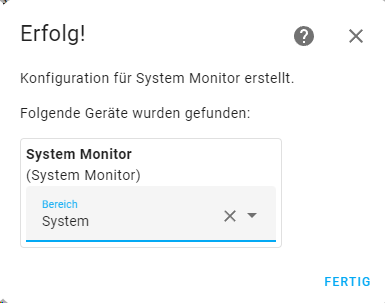 Erfolg!
Konfiguration für System Monitor erstellt.
Folgende Geräte wurden gefunden:
System Monitor
(System Monitor)
Bereich
System
FERTIG